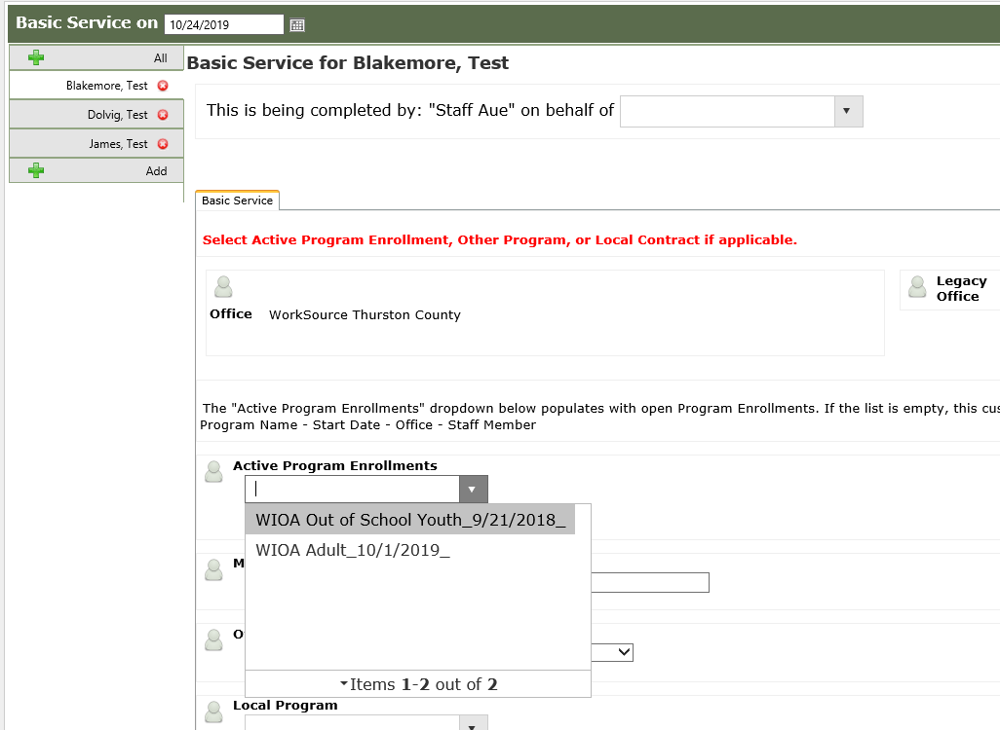 Basic Service on 10/24/2019
All
Blakemore, Test
Dolvig, Test
James, Test
Add
Basic Service for Blakemore, Test
This is being completed by: "Staff Aue" on behalf of
Basic Service
Select Active Program Enrollment, Other Program, or Local Contract if applicable.
Office WorkSource Thurston County
Legacy
Office
The "Active Program Enrollments" dropdown below populates with open Program Enrollments. If the list is empty, this cus
Program Name - Start Date - Office - Staff Member
Active Program Enrollments
WIOA Out of School Youth_9/21/2018_
WIOA Adult_10/1/2019_
M
O
Items 1-2 out of 2
Local Program